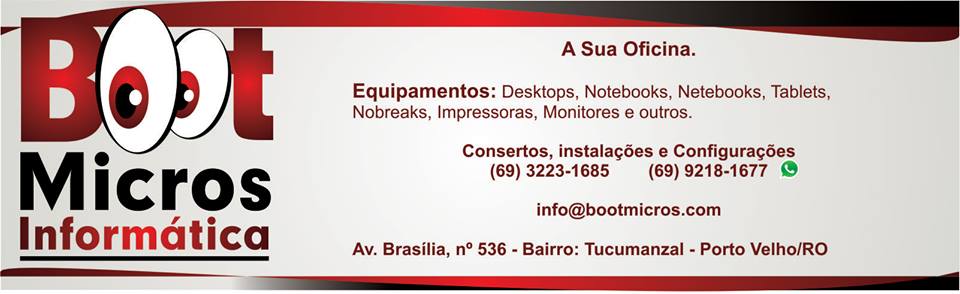 Boot
Micros
Informática
A Sua Oficina.
Equipamentos: Desktops, Notebooks, Netebooks, Tablets,
Nobreaks, Impressoras, Monitores e outros.
Consertos, instalações e Configurações
(69) 3223-1685 (69) 9218-1677
info@bootmicros.com
Av. Brasília, nº 536 - Bairro: Tucumanzal - Porto Velho/RO